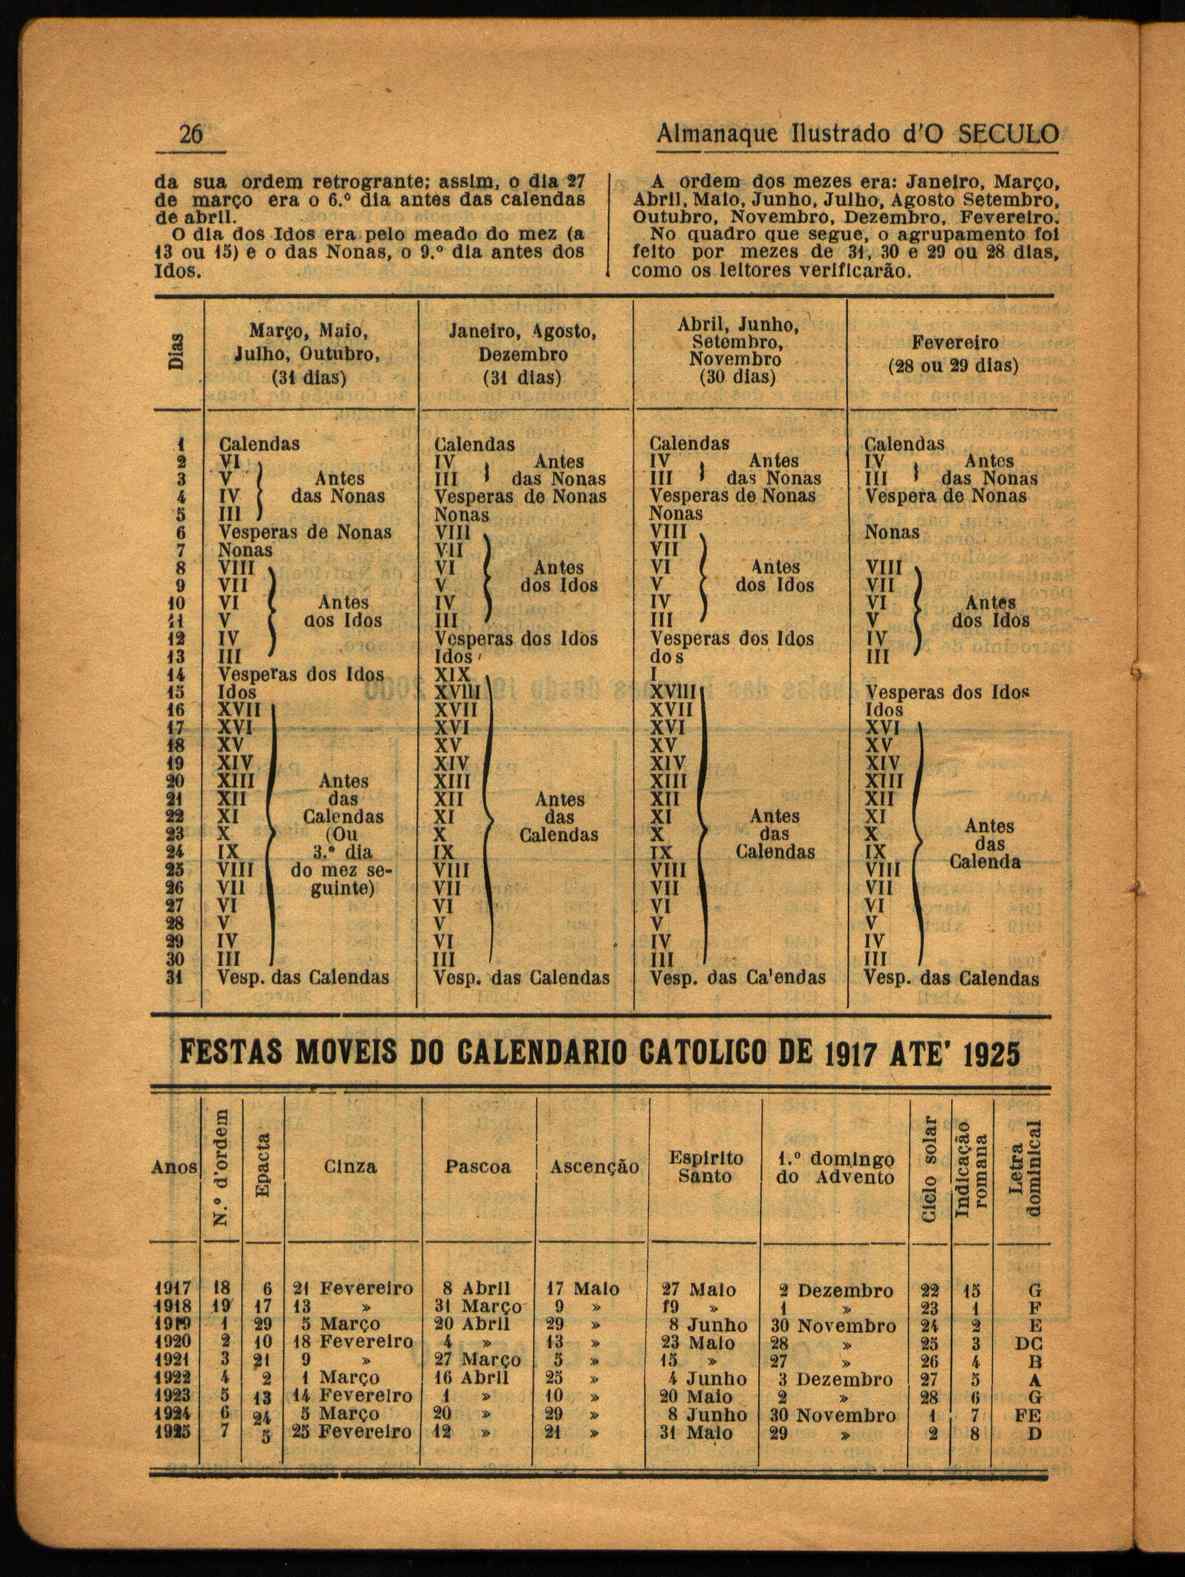 26
Almanaque Ilustrado d'O SECULO
da sua ordem retrogrante; assim, o dia 27
de março era o 6.º dia antes das calendas
de abril.
O dia dos Idos era pelo meado do mez (a
13 ou 15) e o das Nonas, o 9.º dia antes dos
Idos.
A ordem dos mezes era: Janeiro, Março,
Abril, Maio, Junho, Julho, Agosto Setembro,
Outubro, Novembro, Dezembro, Fevereiro.
No quadro que segue, o agrupamento foi
feito por mezes de 31, 30 e 29 ou 28 dias,
como os leitores verificarão.
Dias
Março, Maio,
Julho, Outubro,
(31 dias)
Janeiro, Agosto,
Dezembro
(31 dias)
Abril, Junho,
Setembro,
Novembro
(30 dias)
Fevereiro
(28 ou 29 dias)
1 Calendas Calendas Calendas Calendas
2 VI IV Antes IV Antes IV Antes
3 V Antes III das Nonas III das Nonas III das Nonas
4 IV das Nonas Vesperas de Nonas Vesperas de Nonas Vespera de Nonas
5 III Nonas Nonas
6 Vesperas de Nonas VIII VIII Nonas
7 Nonas VII VII
8 VIII VI Antes VI Antes VIII
9 VII V dos Idos V dos Idos VII
10 VI Antes IV IV VI Antes
11 V dos Idos III III V dos Idos
12 IV Vesperas dos Idos Vesperas dos Idos IV
13 III Idos dos III
14 Vesperas dos Idos XIX I
15 Idos XVIII XVIII Vesperas dos Idos
16 XVII XVII XVII Idos
17 XVI XVI XVI XVI
18 XV XV XV XV
19 XIV XIV XIV XIV
20 XIII Antes XIII XIII XIII
21 XII das XII Antes XII XII
22 XI Calendas XI das XI Antes XI
23 X (Ou X Calendas X das X Antes
24 IX 3.º dia IX IX Calendas IX das
25 VIII do mez se- VIII VIII VIII Calenda
26 VII guinte) VII VII VII
27 VI VI VI VI
28 V V V V
29 IV VI IV IV
30 III III III III
31 Vesp. das Calendas Vesp. das Calendas Vesp. das Ca'endas Vesp. das Calendas
FESTAS MOVEIS DO CALENDARIO CATOLICO DE 1917 ATE' 1925
Anos N.º d'ordem Epacta Cinza Pascoa Ascenção Espirito Santo 1.º domingo do Advento Ciclo solar Indicação romana Letra dominical
1917 18 6 21 Fevereiro 8 Abril 17 Maio 27 Maio 2 Dezembro 22 15 G
1918 19 17 13 » 31 Março 9 » 19 » 1 » 23 1 F
1919 1 29 5 Março 20 Abril 29 » 8 Junho 30 Novembro 24 2 E
1920 2 10 18 Fevereiro 4 » 13 » 23 Maio 28 » 25 3 DC
1921 3 21 9 » 27 Março 5 » 15 » 27 » 26 4 B
1922 4 2 1 Março 16 Abril 25 » 4 Junho 3 Dezembro 27 5 A
1923 5 13 14 Fevereiro 1 » 10 » 20 Maio 2 » 28 6 G
1924 6 24 5 Março 20 » 29 » 8 Junho 30 Novembro 1 7 FE
1925 7 5 25 Fevereiro 12 » 21 » 31 Maio 29 » 2 8 D